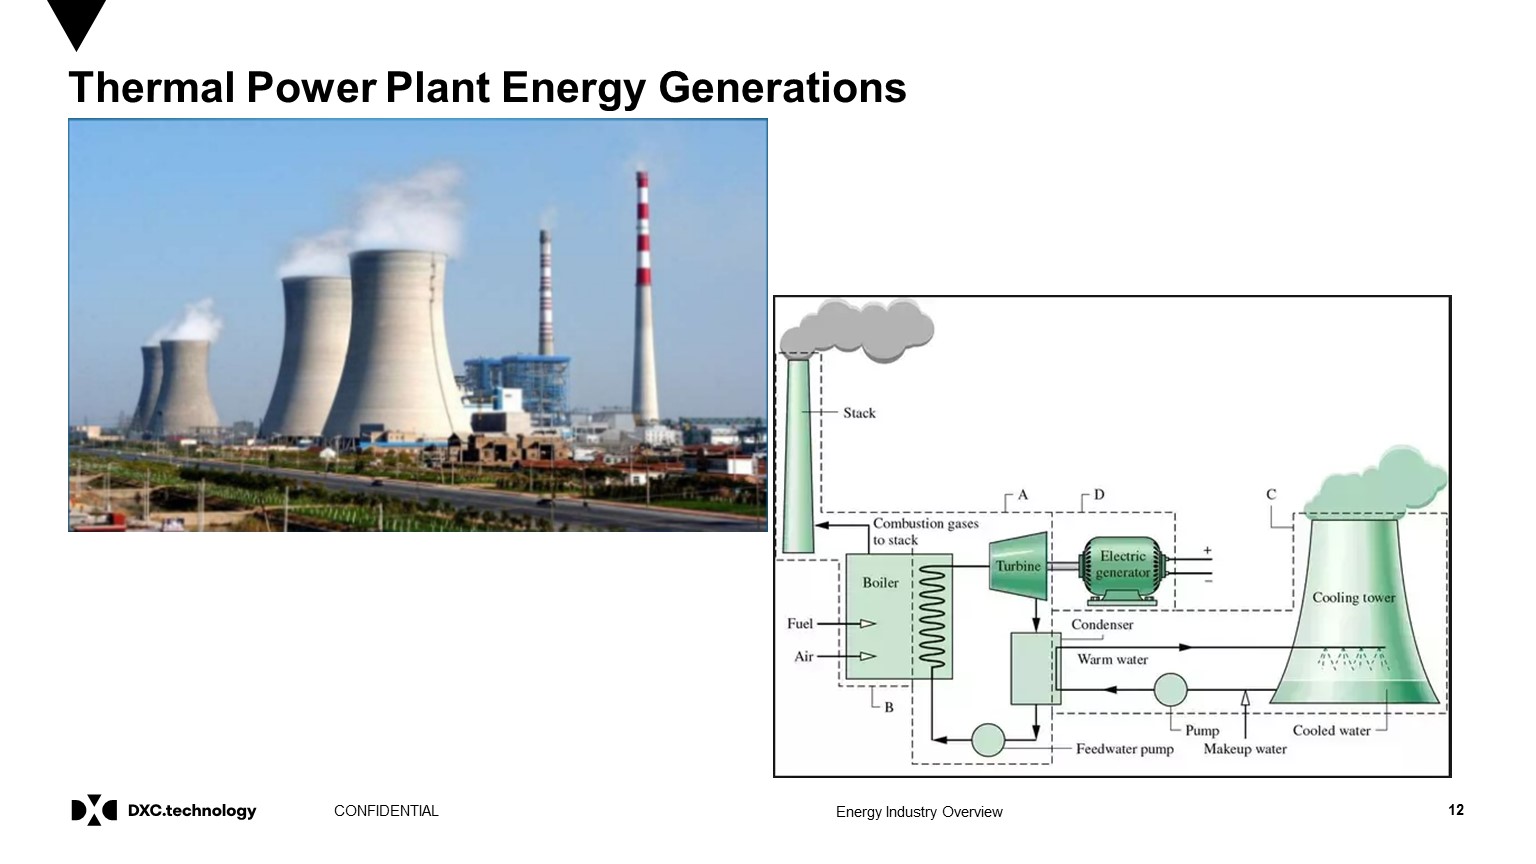 Thermal Power Plant Energy Generations
Stack
A
D
C
Combustion gases
to stack
Boiler
Turbine
Electric
generator
+
–
Cooling tower
Fuel
Air
Condenser
Warm water
B
Pump
Cooled water
Feedwater pump
Makeup water
DXC.technology
CONFIDENTIAL
Energy Industry Overview
12